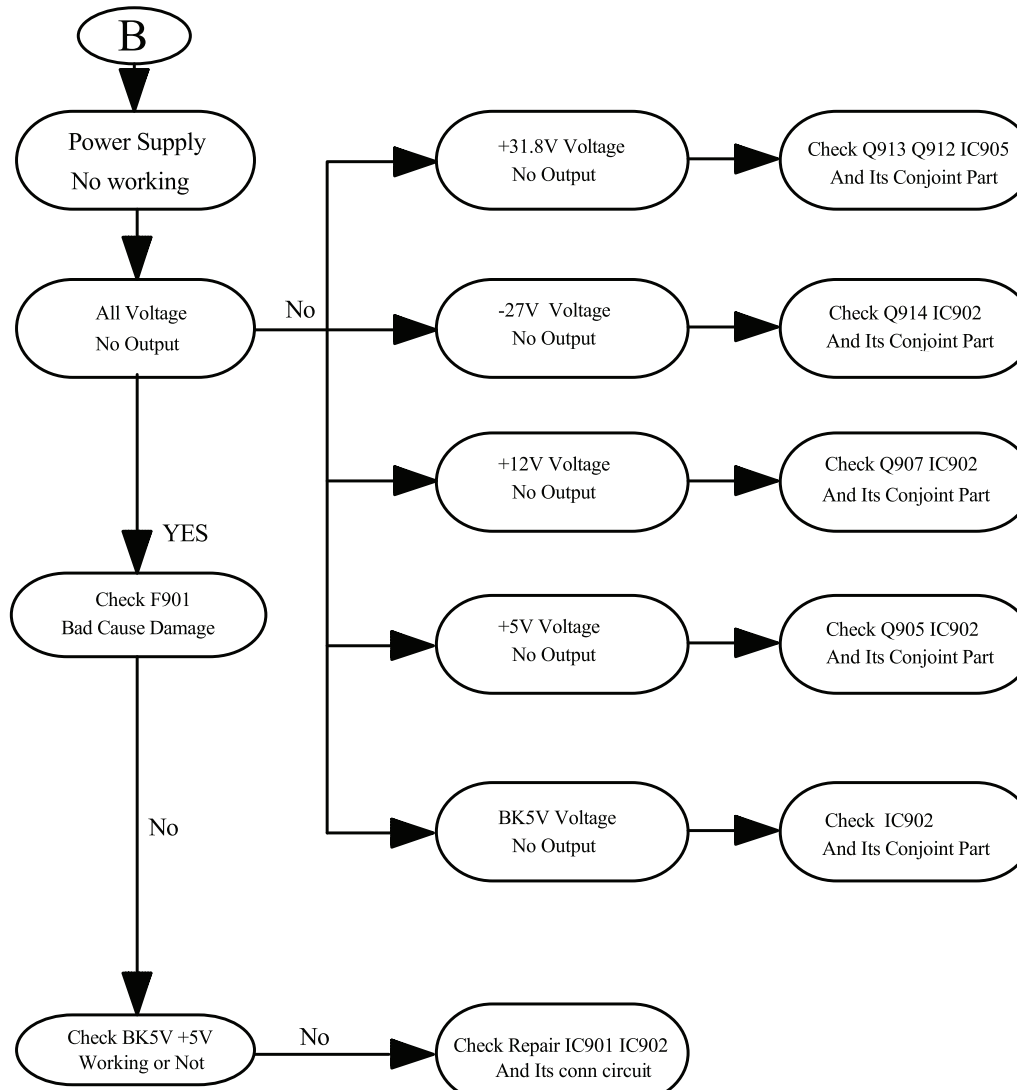 B
Power Supply
No working
All Voltage
No Output
No
YES
Check F901
Bad Cause Damage
No
Check BK5V +5V
Working or Not
No
Check Repair IC901 IC902
And Its conn circuit
+31.8V Voltage
No Output
Check Q913 Q912 IC905
And Its Conjoint Part
-27V Voltage
No Output
Check Q914 IC902
And Its Conjoint Part
+12V Voltage
No Output
Check Q907 IC902
And Its Conjoint Part
+5V Voltage
No Output
Check Q905 IC902
And Its Conjoint Part
BK5V Voltage
No Output
Check IC902
And Its Conjoint Part